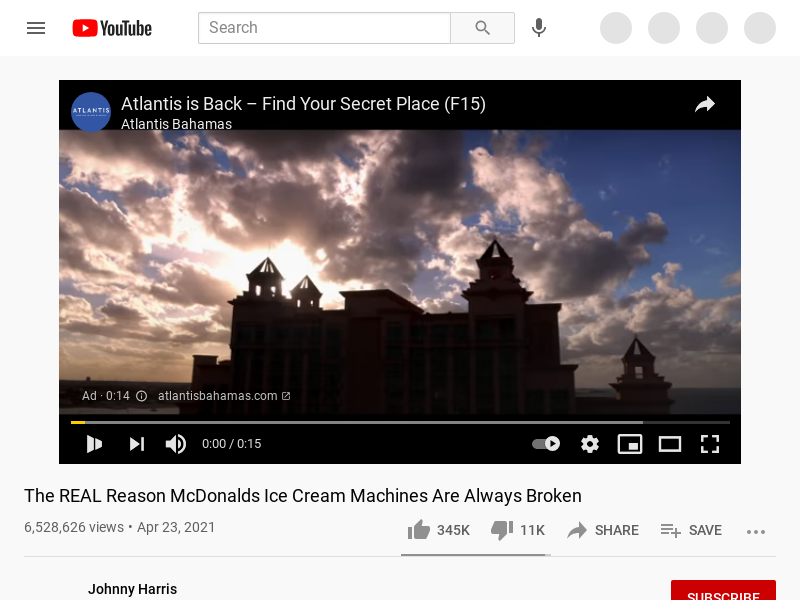 YouTube
Search
ATLANTIS
Atlantis is Back – Find Your Secret Place (F15)
Atlantis Bahamas
Ad · 0:14 atlantisbahamas.com
0:00 / 0:15
The REAL Reason McDonalds Ice Cream Machines Are Always Broken
6,528,626 views • Apr 23, 2021
345K 11K SHARE SAVE
Johnny Harris
SUBSCRIBE